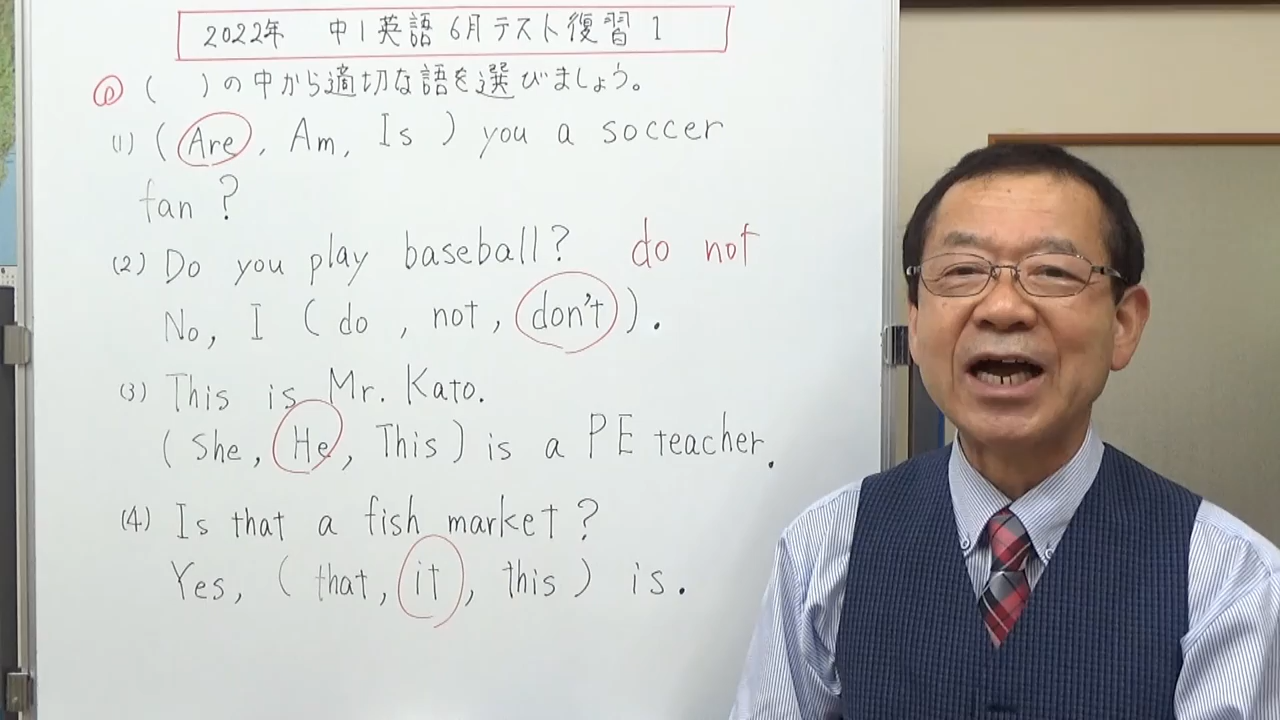 2022年 中1英語 6月テスト復習 1
① ( )の中から適切な語を選びましょう。
(1) ( Are , Am, Is ) you a soccer
fan ?
(2) Do you play baseball? do not
No, I ( do , not , don't ) .
(3) This is Mr. Kato.
( She , He , This ) is a PE teacher .
(4) Is that a fish market ?
Yes, ( that , it , this ) is .